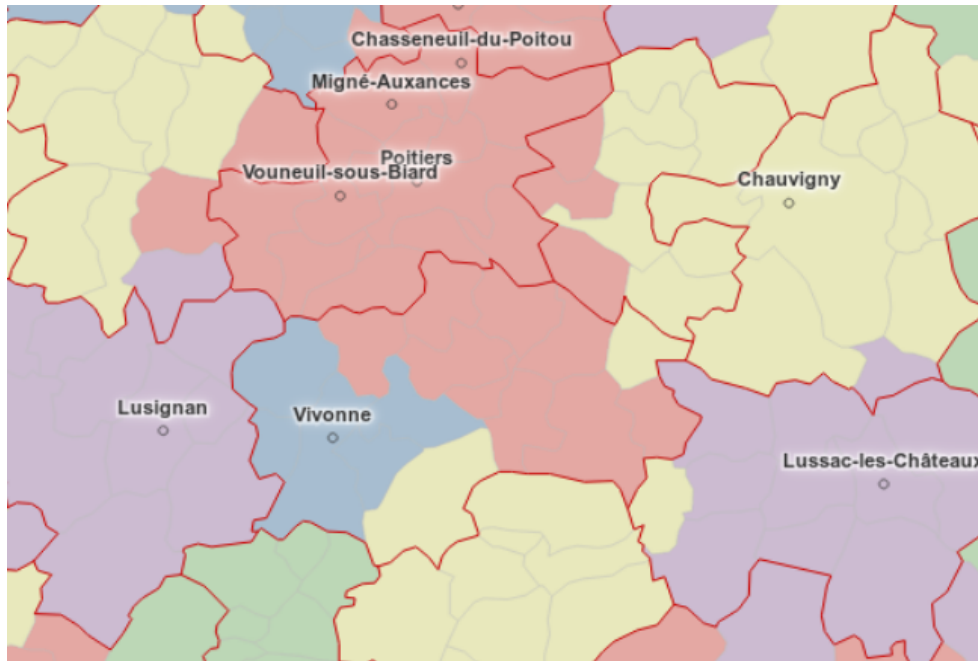 Chasseneuil-du-Poitou
Migné-Auxances
Poitiers
Vouneuil-sous-Biard
Chauvigny
Lusignan
Vivonne
Lussac-les-Châteaux